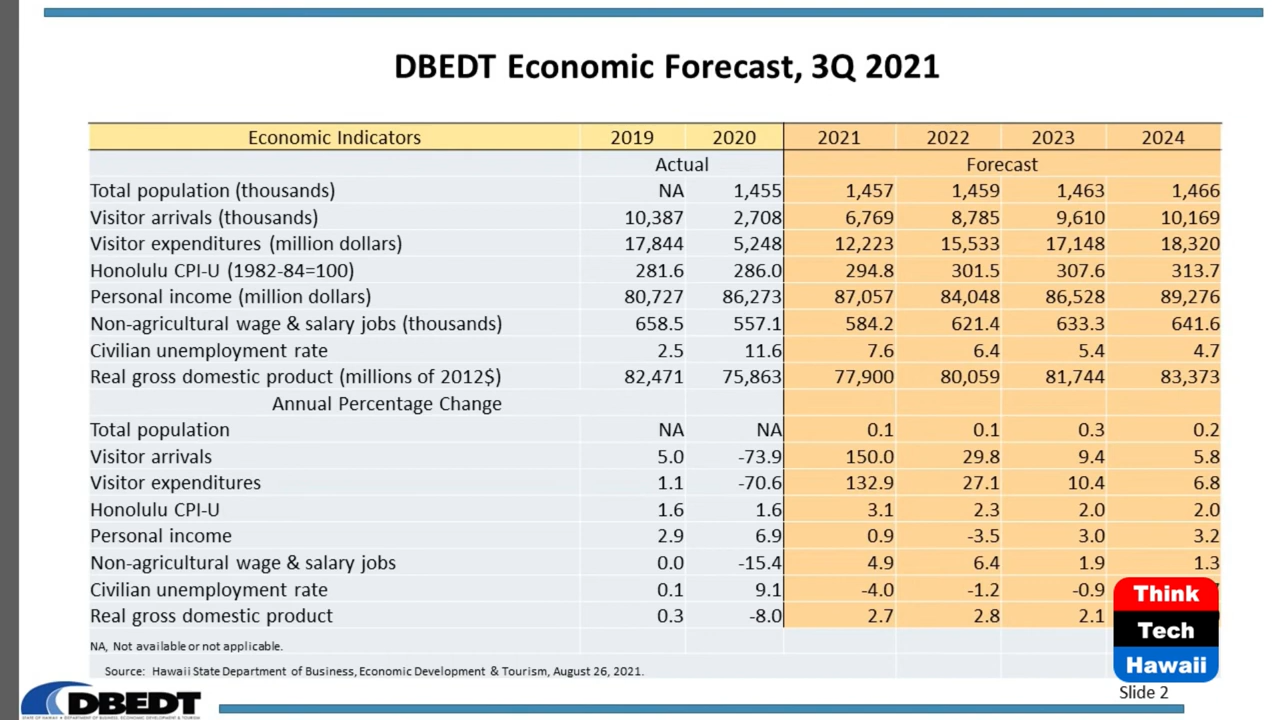 DBEDT Economic Forecast, 3Q 2021
Economic Indicators 2019 2020 2021 2022 2023 2024
Actual Forecast
Total population (thousands) NA 1,455 1,457 1,459 1,463 1,466
Visitor arrivals (thousands) 10,387 2,708 6,769 8,785 9,610 10,169
Visitor expenditures (million dollars) 17,844 5,248 12,223 15,533 17,148 18,320
Honolulu CPI-U (1982-84=100) 281.6 286.0 294.8 301.5 307.6 313.7
Personal income (million dollars) 80,727 86,273 87,057 84,048 86,528 89,276
Non-agricultural wage & salary jobs (thousands) 658.5 557.1 584.2 621.4 633.3 641.6
Civilian unemployment rate 2.5 11.6 7.6 6.4 5.4 4.7
Real gross domestic product (millions of 2012$) 82,471 75,863 77,900 80,059 81,744 83,373
Annual Percentage Change
Total population NA NA 0.1 0.1 0.3 0.2
Visitor arrivals 5.0 -73.9 150.0 29.8 9.4 5.8
Visitor expenditures 1.1 -70.6 132.9 27.1 10.4 6.8
Honolulu CPI-U 1.6 1.6 3.1 2.3 2.0 2.0
Personal income 2.9 6.9 0.9 -3.5 3.0 3.2
Non-agricultural wage & salary jobs 0.0 -15.4 4.9 6.4 1.9 1.3
Civilian unemployment rate 0.1 9.1 -4.0 -1.2 -0.9
Real gross domestic product 0.3 -8.0 2.7 2.8 2.1
Think
Tech
Hawaii
NA, Not available or not applicable.
Source: Hawaii State Department of Business, Economic Development & Tourism, August 26, 2021.
Slide 2
DBEDT
STATE OF HAWAII DEPARTMENT OF BUSINESS, ECONOMIC DEVELOPMENT & TOURISM